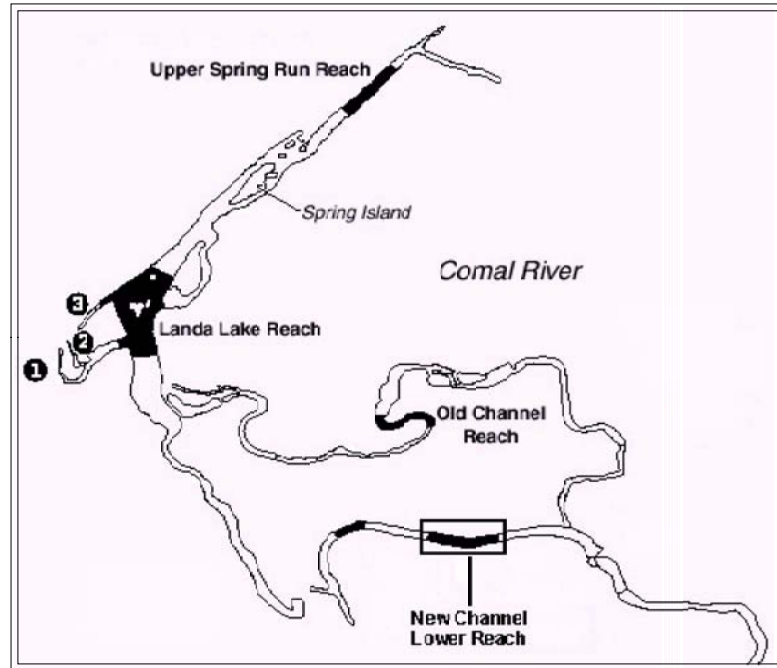 Upper Spring Run Reach
Spring Island
Comal River
3
Landa Lake Reach
2
1
Old Channel
Reach
New Channel
Lower Reach